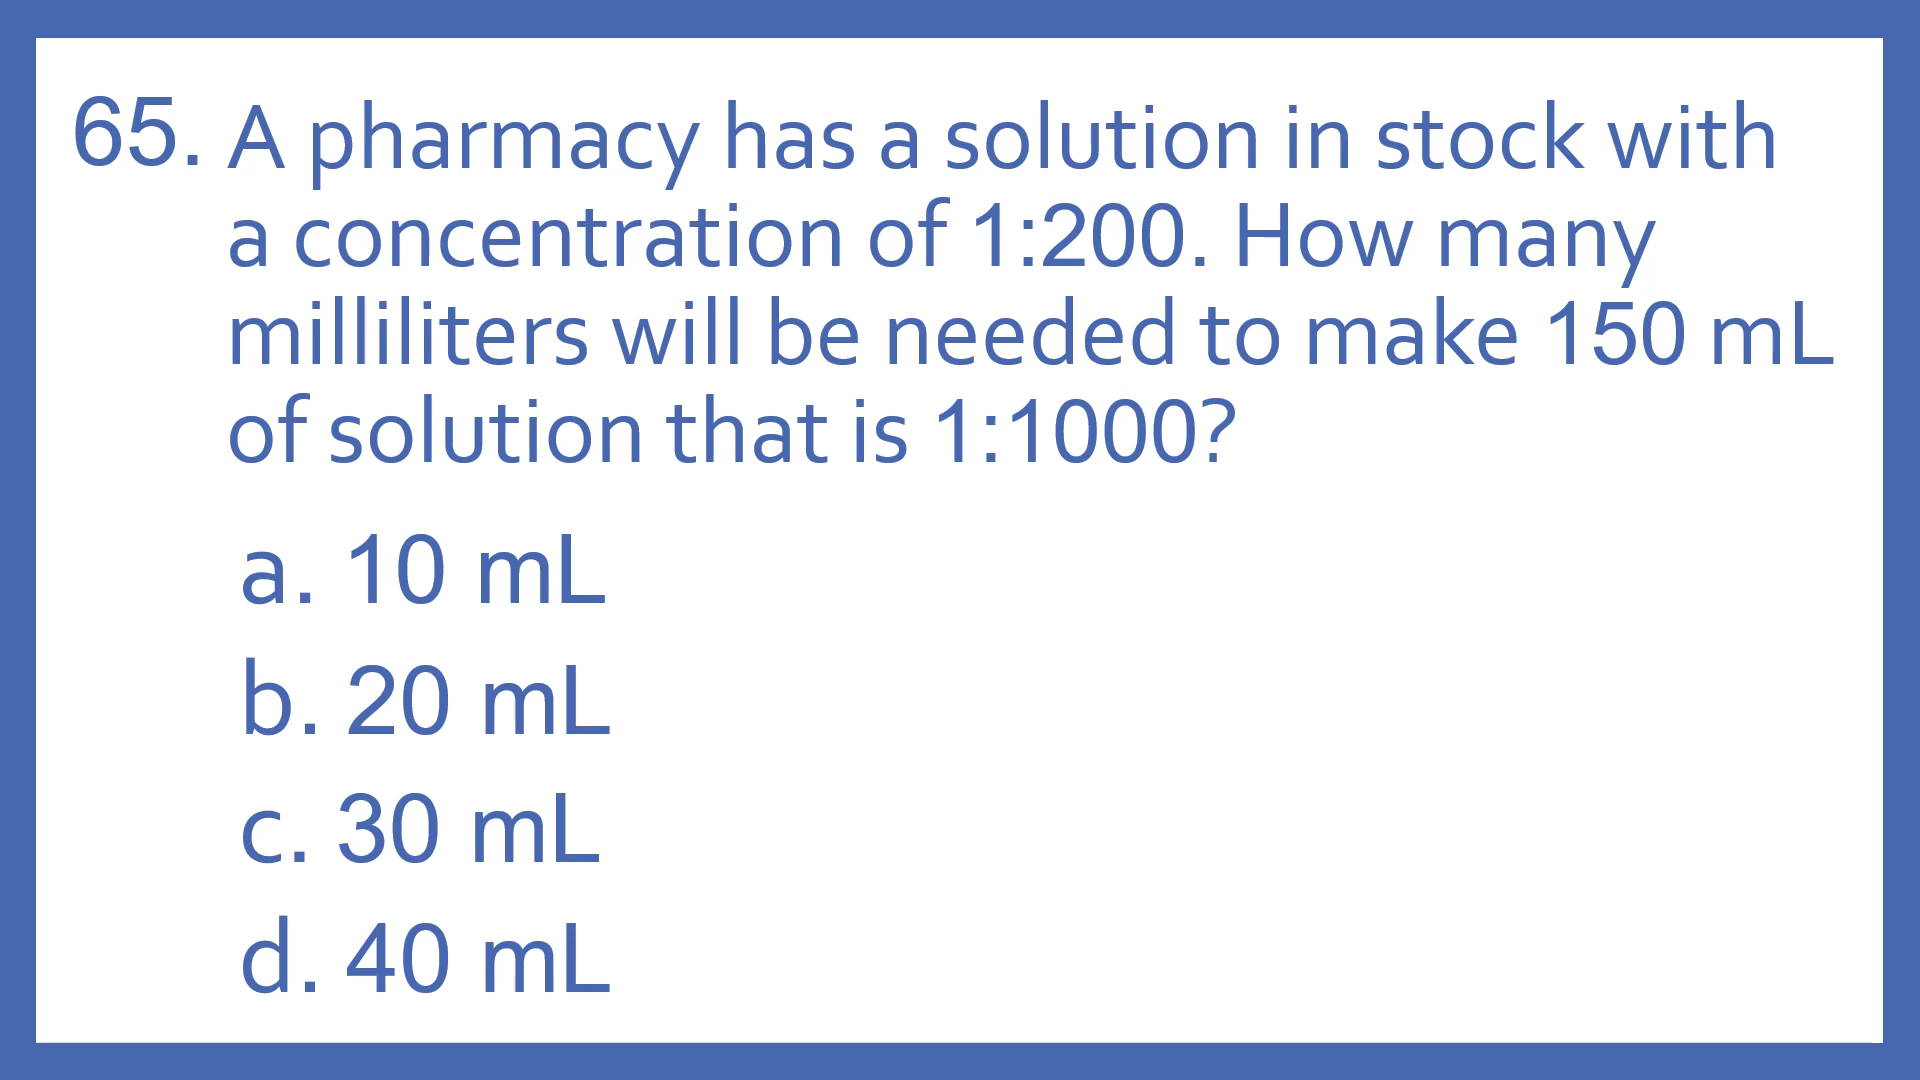 65. A pharmacy has a solution in stock with
a concentration of 1:200. How many
milliliters will be needed to make 150 mL
of solution that is 1:1000?
a. 10 mL
b. 20 mL
c. 30 mL
d. 40 mL